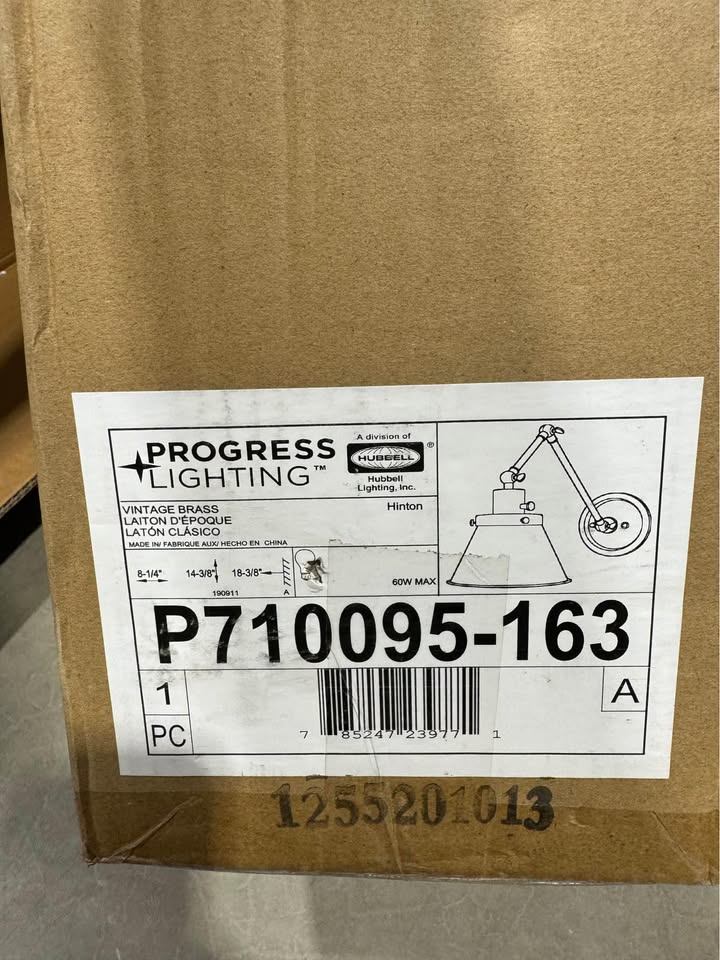 PROGRESS
LIGHTING™
A division of
HUBBELL®
Hubbell
Lighting, Inc.
VINTAGE BRASS
LAITON D'ÉPOQUE
LATÓN CLÁSICO
Hinton
MADE IN/ FABRIQUE AUX/ HECHO EN CHINA
8-1/4" 14-3/8" 18-3/8"
190911
A
60W MAX
P710095-163
1
PC
A
7 85247 23977 1
1255201013